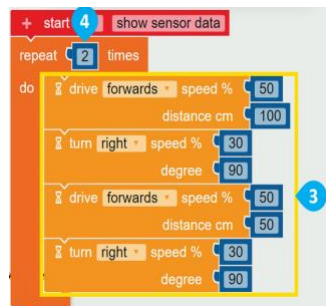 + start 4 show sensor data
repeat 2 times
do drive forwards speed % 50
distance cm 100
turn right speed % 30
degree 90
drive forwards speed % 50
distance cm 50
3
turn right speed % 30
degree 90